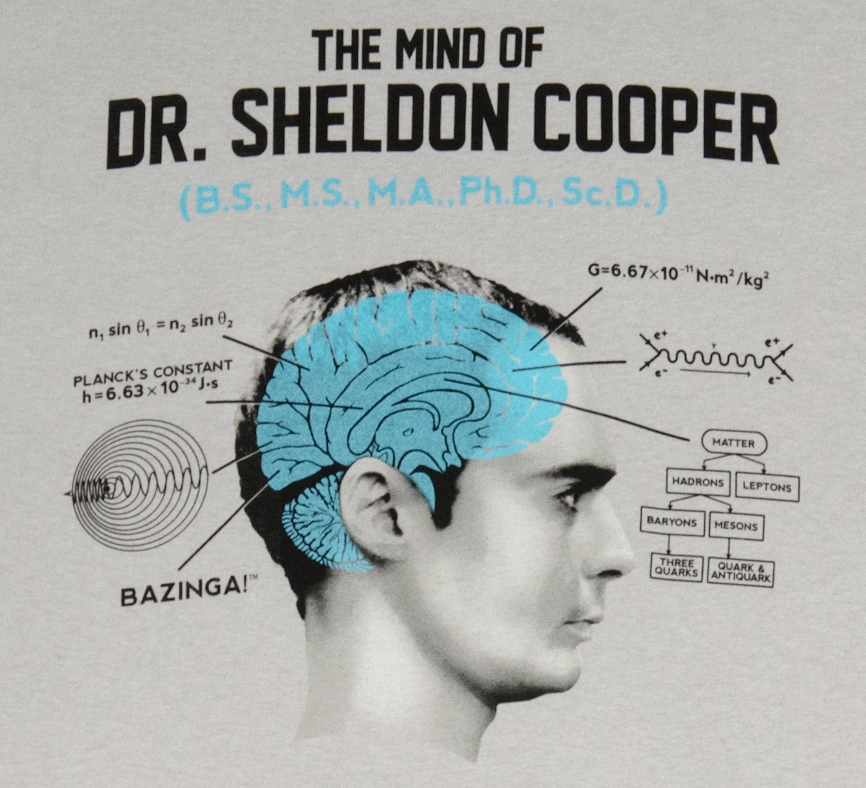 THE MIND OF
DR. SHELDON COOPER
(B.S., M.S., M.A., Ph.D., Sc.D.)
G=6.67×10⁻¹¹ N·m²/kg²
n₁ sin θ₁ = n₂ sin θ₂
PLANCK'S CONSTANT
h=6.63×10⁻³⁴ J·s
e+ γ e+
e- e-
MATTER
HADRONS LEPTONS
BARYONS MESONS
THREE
QUARKS
QUARK &
ANTIQUARK
BAZINGA!™